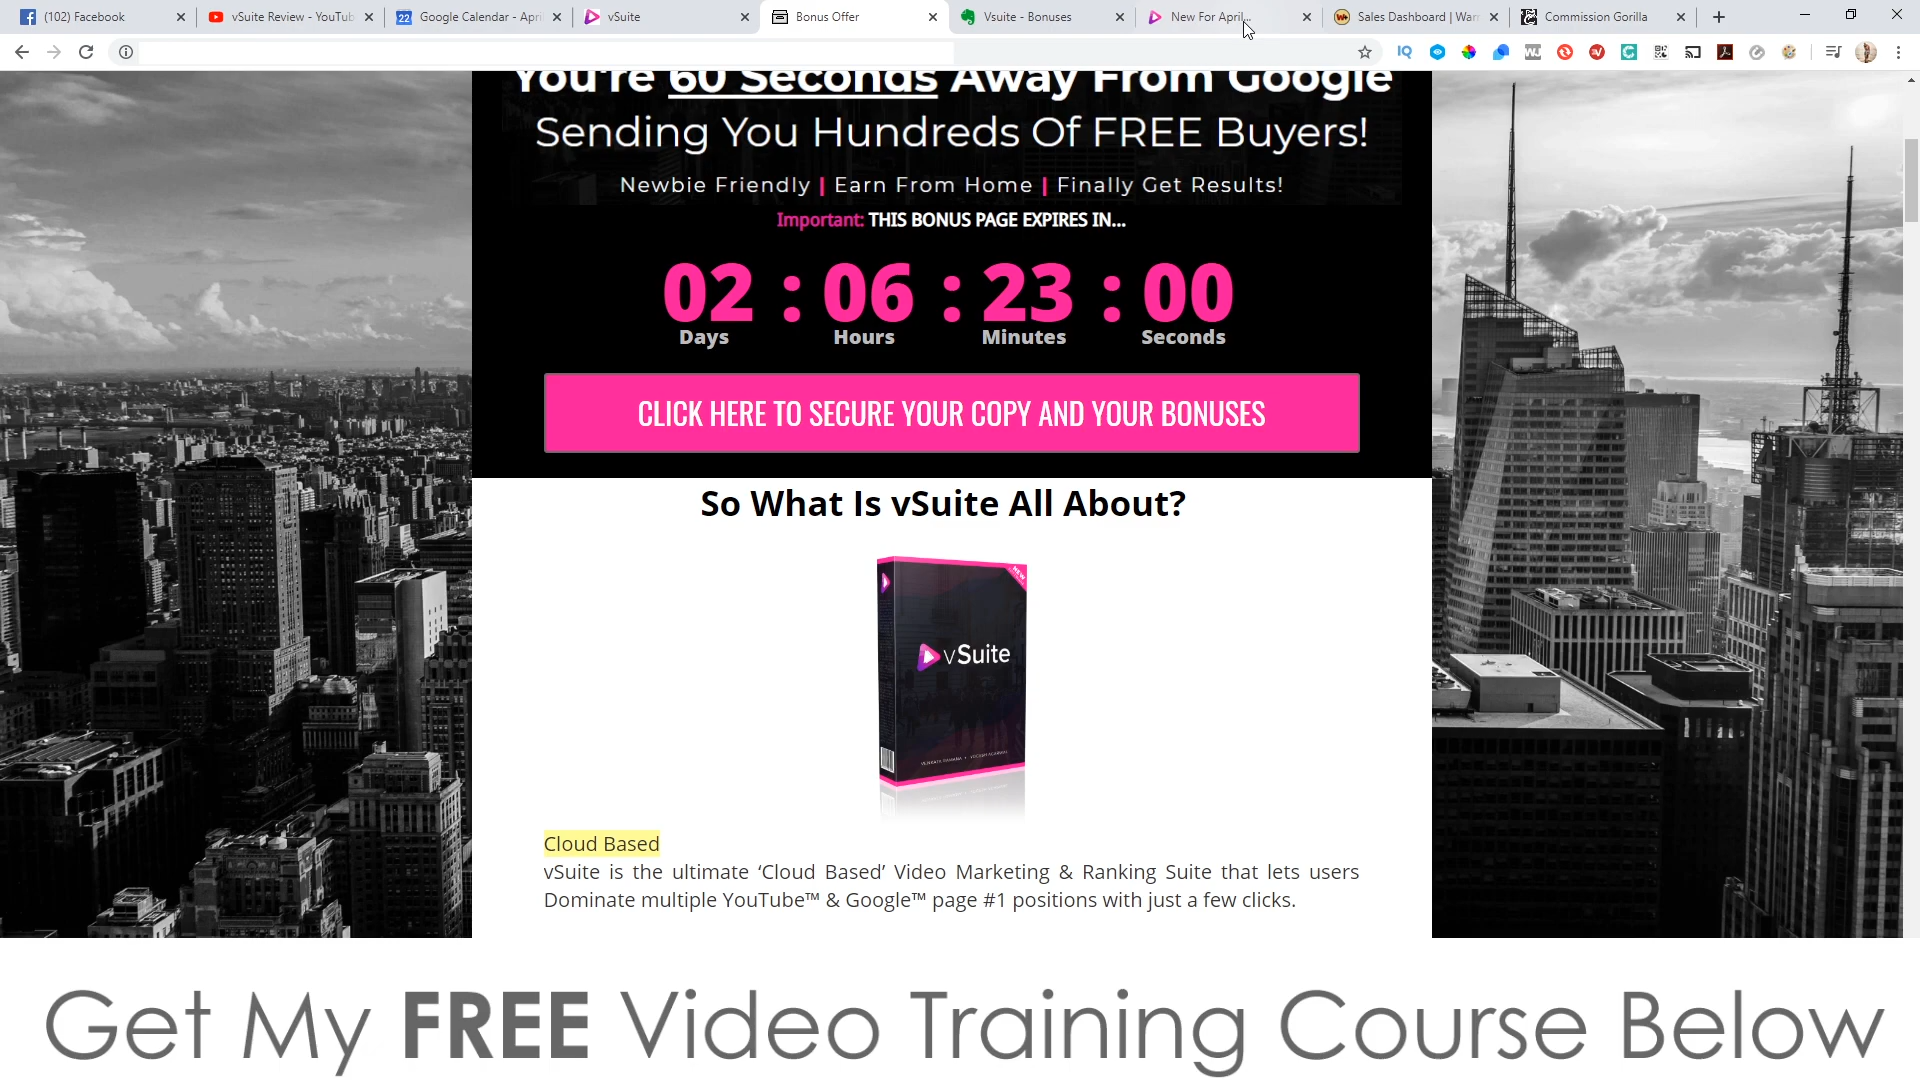 (102) Facebook
vSuite Review - YouTub
Google Calendar - Apri
vSuite
Bonus Offer
Vsuite - Bonuses
New For April...
Sales Dashboard | War
Commission Gorilla
You're 60 Seconds Away From Google
Sending You Hundreds Of FREE Buyers!
Newbie Friendly | Earn From Home | Finally Get Results!
Important: THIS BONUS PAGE EXPIRES IN...
02 : 06 : 23 : 00
Days Hours Minutes Seconds
CLICK HERE TO SECURE YOUR COPY AND YOUR BONUSES
So What Is vSuite All About?
NEW
vSuite
Cloud Based
vSuite is the ultimate ‘Cloud Based’ Video Marketing & Ranking Suite that lets users
Dominate multiple YouTube™ & Google™ page #1 positions with just a few clicks.
Get My FREE Video Training Course Below